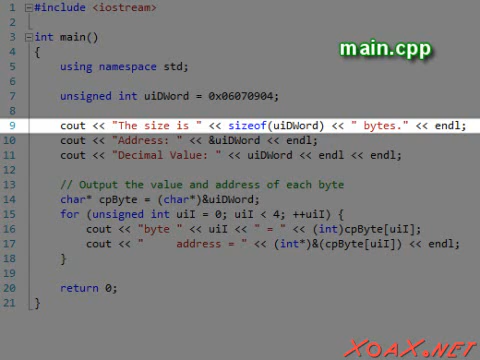 1 #include <iostream>
2
3 int main()
main.cpp
4 {
5 using namespace std;
6
7 unsigned int uiDWord = 0x06070904;
8
9 cout << "The size is " << sizeof(uiDWord) << " bytes." << endl;
10 cout << "Address: " << &uiDWord << endl;
11 cout << "Decimal Value: " << uiDWord << endl << endl;
12
13 // Output the value and address of each byte
14 char* cpByte = (char*)&uiDWord;
15 for (unsigned int uiI = 0; uiI < 4; ++uiI) {
16 cout << "byte " << uiI << " = " << (int)cpByte[uiI];
17 cout << "     address = " << (int*)&(cpByte[uiI]) << endl;
18 }
19
20 return 0;
21 }
XoaX.NET